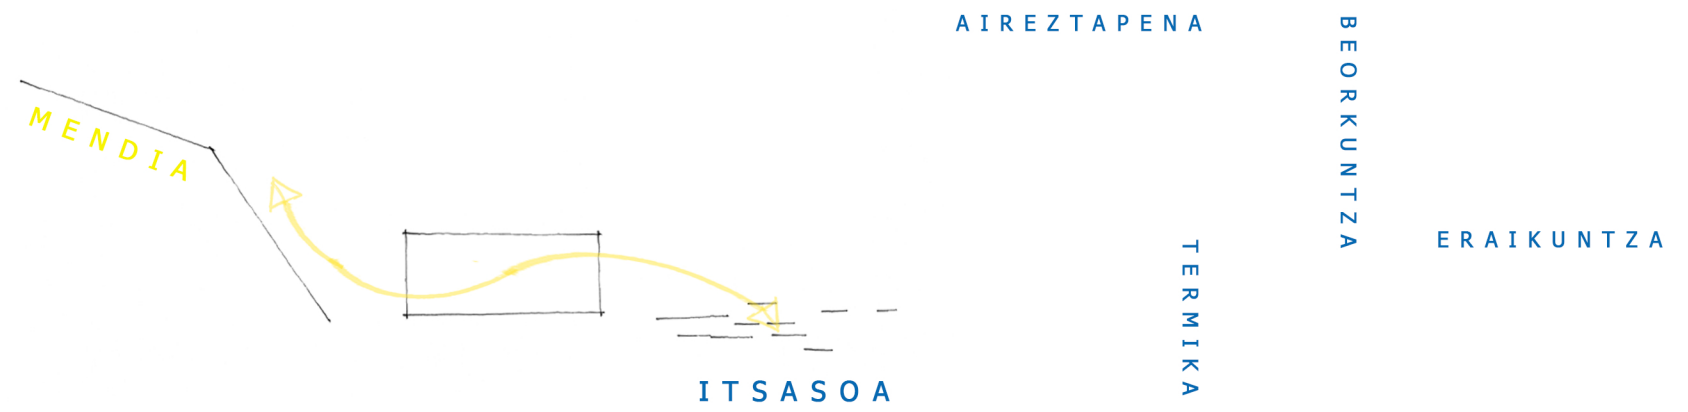 MENDIA
ITSASOA
AIREZTAPENA
TERMIKA
BEORKUNTZA
ERAIKUNTZA